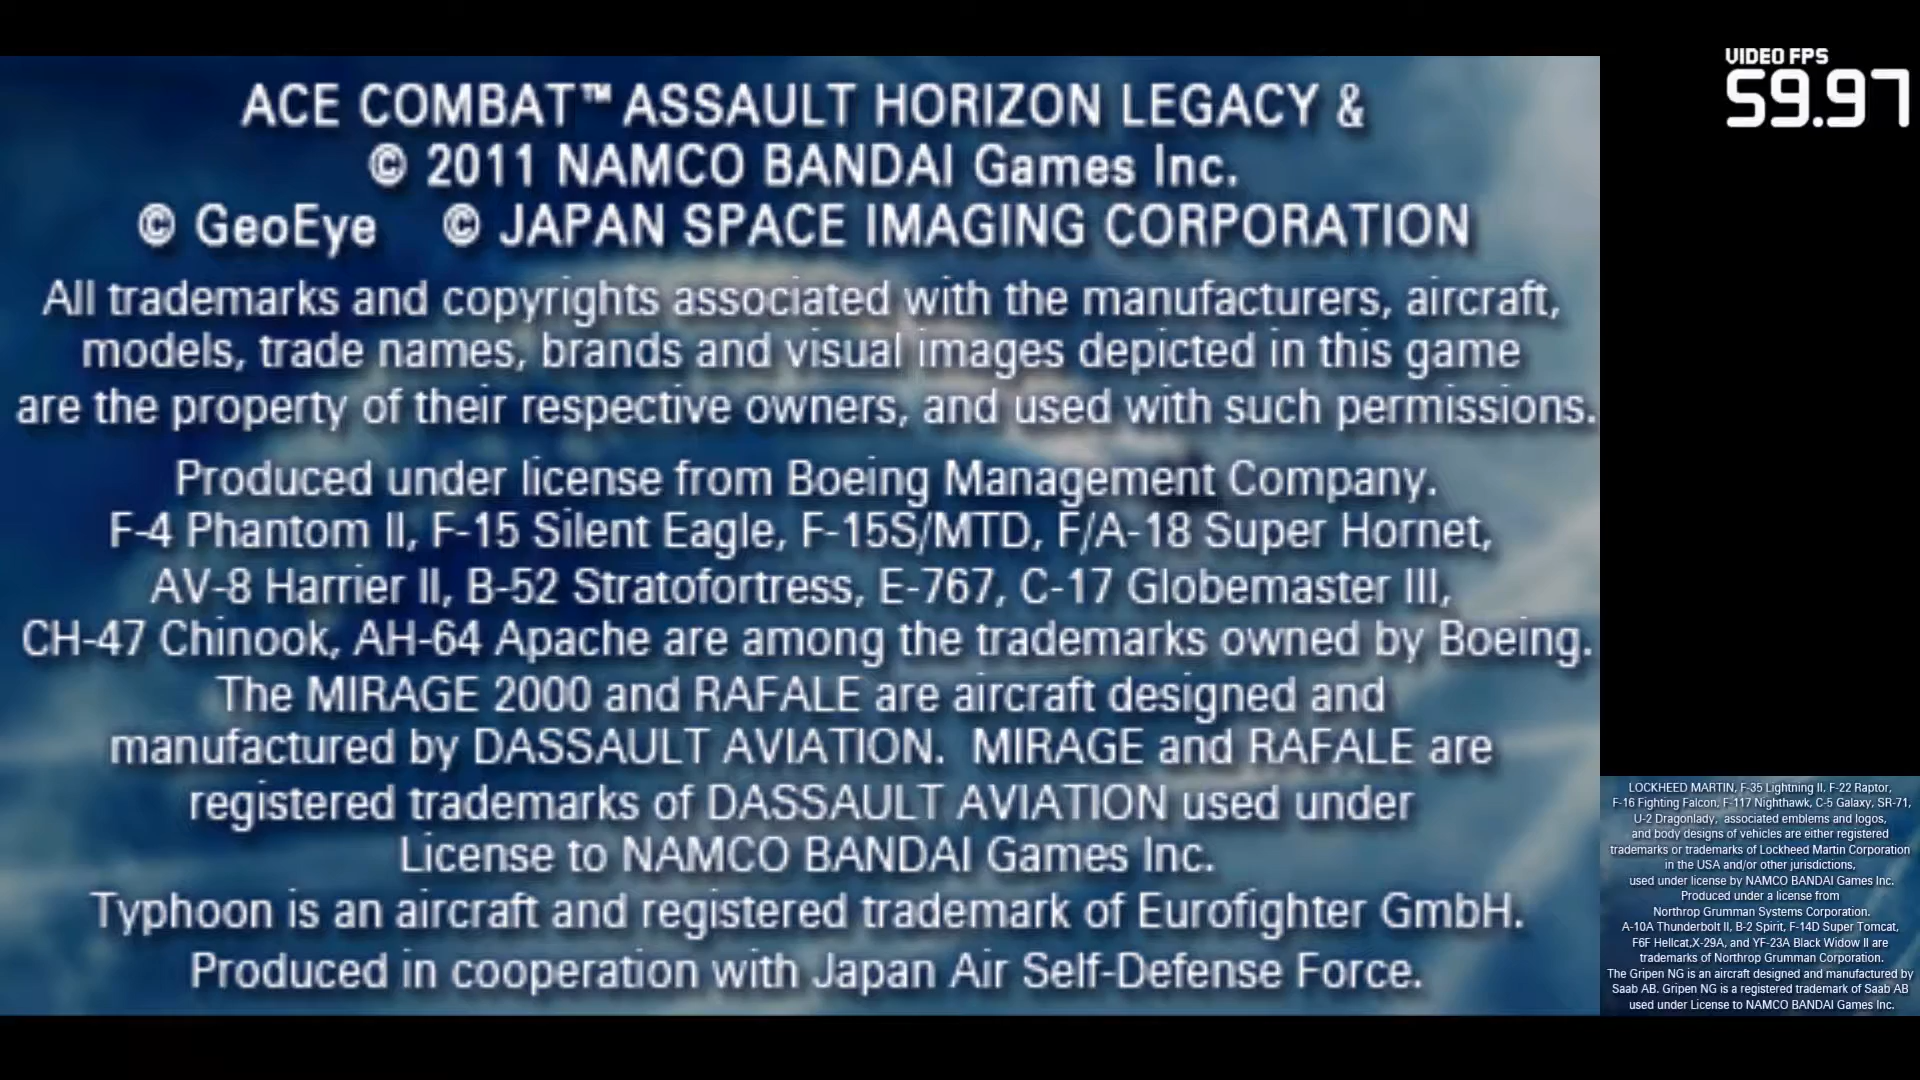 VIDEO FPS
59.97
ACE COMBAT™ ASSAULT HORIZON LEGACY &
© 2011 NAMCO BANDAI Games Inc.
© GeoEye © JAPAN SPACE IMAGING CORPORATION
All trademarks and copyrights associated with the manufacturers, aircraft,
models, trade names, brands and visual images depicted in this game
are the property of their respective owners, and used with such permissions.
Produced under license from Boeing Management Company.
F-4 Phantom II, F-15 Silent Eagle, F-15S/MTD, F/A-18 Super Hornet,
AV-8 Harrier II, B-52 Stratofortress, E-767, C-17 Globemaster III,
CH-47 Chinook, AH-64 Apache are among the trademarks owned by Boeing.
The MIRAGE 2000 and RAFALE are aircraft designed and
manufactured by DASSAULT AVIATION. MIRAGE and RAFALE are
registered trademarks of DASSAULT AVIATION used under
License to NAMCO BANDAI Games Inc.
Typhoon is an aircraft and registered trademark of Eurofighter GmbH.
Produced in cooperation with Japan Air Self-Defense Force.
LOCKHEED MARTIN, F-35 Lightning II, F-22 Raptor,
F-16 Fighting Falcon, F-117 Nighthawk, C-5 Galaxy, SR-71,
U-2 Dragonlady, associated emblems and logos,
and body designs of vehicles are either registered
trademarks or trademarks of Lockheed Martin Corporation
in the USA and/or other jurisdictions,
used under license by NAMCO BANDAI Games Inc.
Produced under a license from
Northrop Grumman Systems Corporation.
A-10A Thunderbolt II, B-2 Spirit, F-14D Super Tomcat,
F6F Hellcat,X-29A, and YF-23A Black Widow II are
trademarks of Northrop Grumman Corporation.
The Gripen NG is an aircraft designed and manufactured by
Saab AB. Gripen NG is a registered trademark of Saab AB
used under License to NAMCO BANDAI Games Inc.